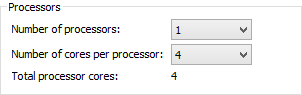 Processors
Number of processors: 1
Number of cores per processor: 4
Total processor cores: 4